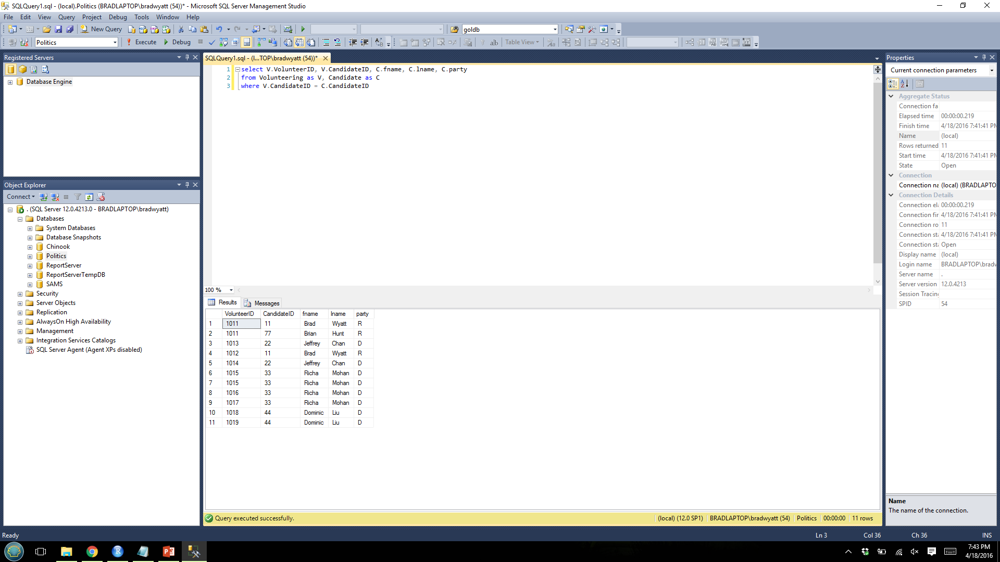 SQLQuery1.sql - (local).Politics (BRADLAPTOP\bradwyatt (54))* - Microsoft SQL Server Management Studio
File Edit View Query Project Debug Tools Window Help
New Query goldb
Politics Execute Debug Table View
Registered Servers
Database Engine
Object Explorer
Connect
. (SQL Server 12.0.4213.0 - BRADLAPTOP\bradwyatt)
Databases
System Databases
Database Snapshots
Chinook
Politics
ReportServer
ReportServerTempDB
SAMS
Security
Server Objects
Replication
AlwaysOn High Availability
Management
Integration Services Catalogs
SQL Server Agent (Agent XPs disabled)
SQLQuery1.sql - (l...TOP\bradwyatt (54))*
1 select V.VolunteerID, V.CandidateID, C.fname, C.lname, C.party
2 from Volunteering as V, Candidate as C
3 where V.CandidateID = C.CandidateID
100 %
Results Messages
VolunteerID CandidateID fname lname party
1 1011 11 Brad Wyatt R
2 1011 77 Brian Hunt R
3 1013 22 Jeffrey Chan D
4 1012 11 Brad Wyatt R
5 1014 22 Jeffrey Chan D
6 1015 33 Richa Mohan D
7 1015 33 Richa Mohan D
8 1016 33 Richa Mohan D
9 1017 33 Richa Mohan D
10 1018 44 Dominic Liu D
11 1019 44 Dominic Liu D
Query executed successfully. (local) (12.0 SP1) BRADLAPTOP\bradwyatt (54) Politics 00:00:00 11 rows
Properties
Current connection parameters
Aggregate Status
Connection fa
Elapsed time 00:00:00.219
Finish time 4/18/2016 7:41:41 PM
Name (local)
Rows returned 11
Start time 4/18/2016 7:41:41 PM
State Open
Connection
Connection na (local) (BRADLAPTO
Connection Details
Connection ela 00:00:00.219
Connection fin 4/18/2016 7:41:41 PM
Connection ro 11
Connection sta 4/18/2016 7:41:41 PM
Connection sta Open
Display name (local)
Login name BRADLAPTOP\bradw
Server name .
Server version 12.0.4213
Session Tracin
SPID 54
Name
The name of the connection.
Ready Ln 3 Col 36 Ch 36 INS
7:43 PM
4/18/2016